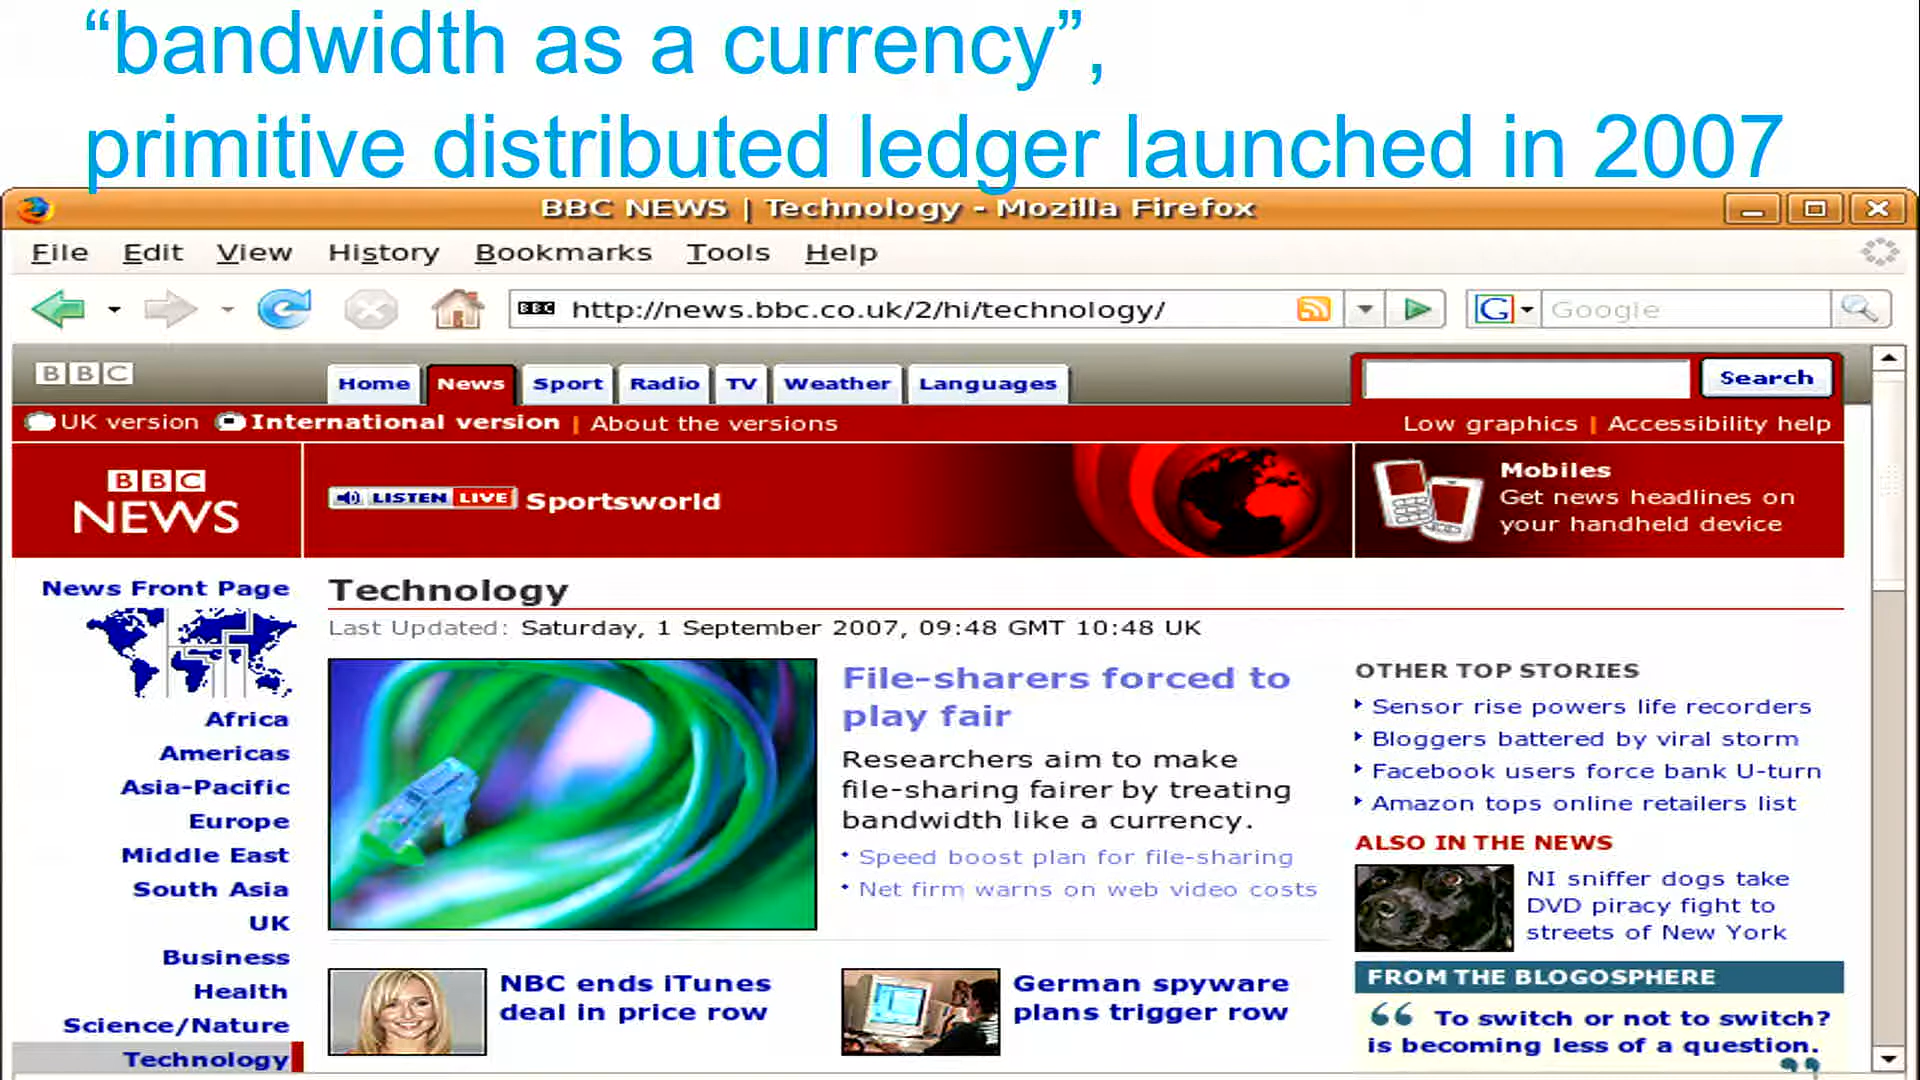 “bandwidth as a currency”,
primitive distributed ledger launched in 2007
BBC NEWS | Technology - Mozilla Firefox
File Edit View History Bookmarks Tools Help
BBC http://news.bbc.co.uk/2/hi/technology/ G Google
BBC Home News Sport Radio TV Weather Languages Search
UK version International version | About the versions Low graphics | Accessibility help
BBC
NEWS
LISTEN LIVE Sportsworld
Mobiles
Get news headlines on
your handheld device
News Front Page
Africa
Americas
Asia-Pacific
Europe
Middle East
South Asia
UK
Business
Health
Science/Nature
Technology
Technology
Last Updated: Saturday, 1 September 2007, 09:48 GMT 10:48 UK
File-sharers forced to
play fair
Researchers aim to make
file-sharing fairer by treating
bandwidth like a currency.
Speed boost plan for file-sharing
Net firm warns on web video costs
NBC ends iTunes
deal in price row
German spyware
plans trigger row
OTHER TOP STORIES
Sensor rise powers life recorders
Bloggers battered by viral storm
Facebook users force bank U-turn
Amazon tops online retailers list
ALSO IN THE NEWS
NI sniffer dogs take
DVD piracy fight to
streets of New York
FROM THE BLOGOSPHERE
“ To switch or not to switch?
is becoming less of a question. ”